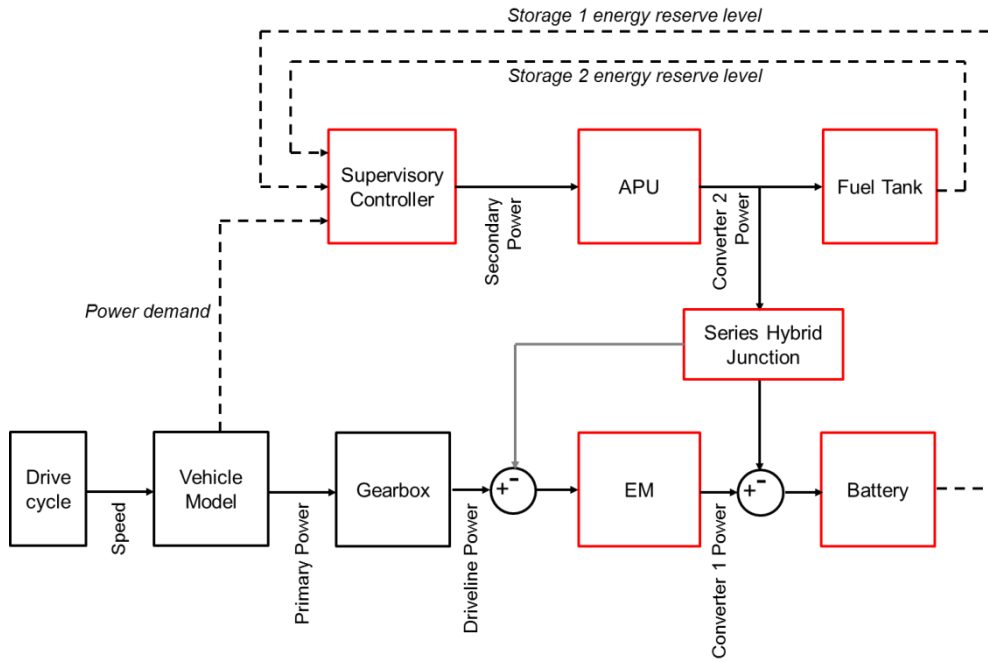 Storage 1 energy reserve level
Storage 2 energy reserve level
Supervisory
Controller
Secondary
Power
APU
Converter 2
Power
Fuel Tank
Power demand
Series Hybrid
Junction
Drive
cycle
Speed
Vehicle
Model
Primary Power
Gearbox
Driveline Power
+ -
EM
Converter 1 Power
+ -
Battery